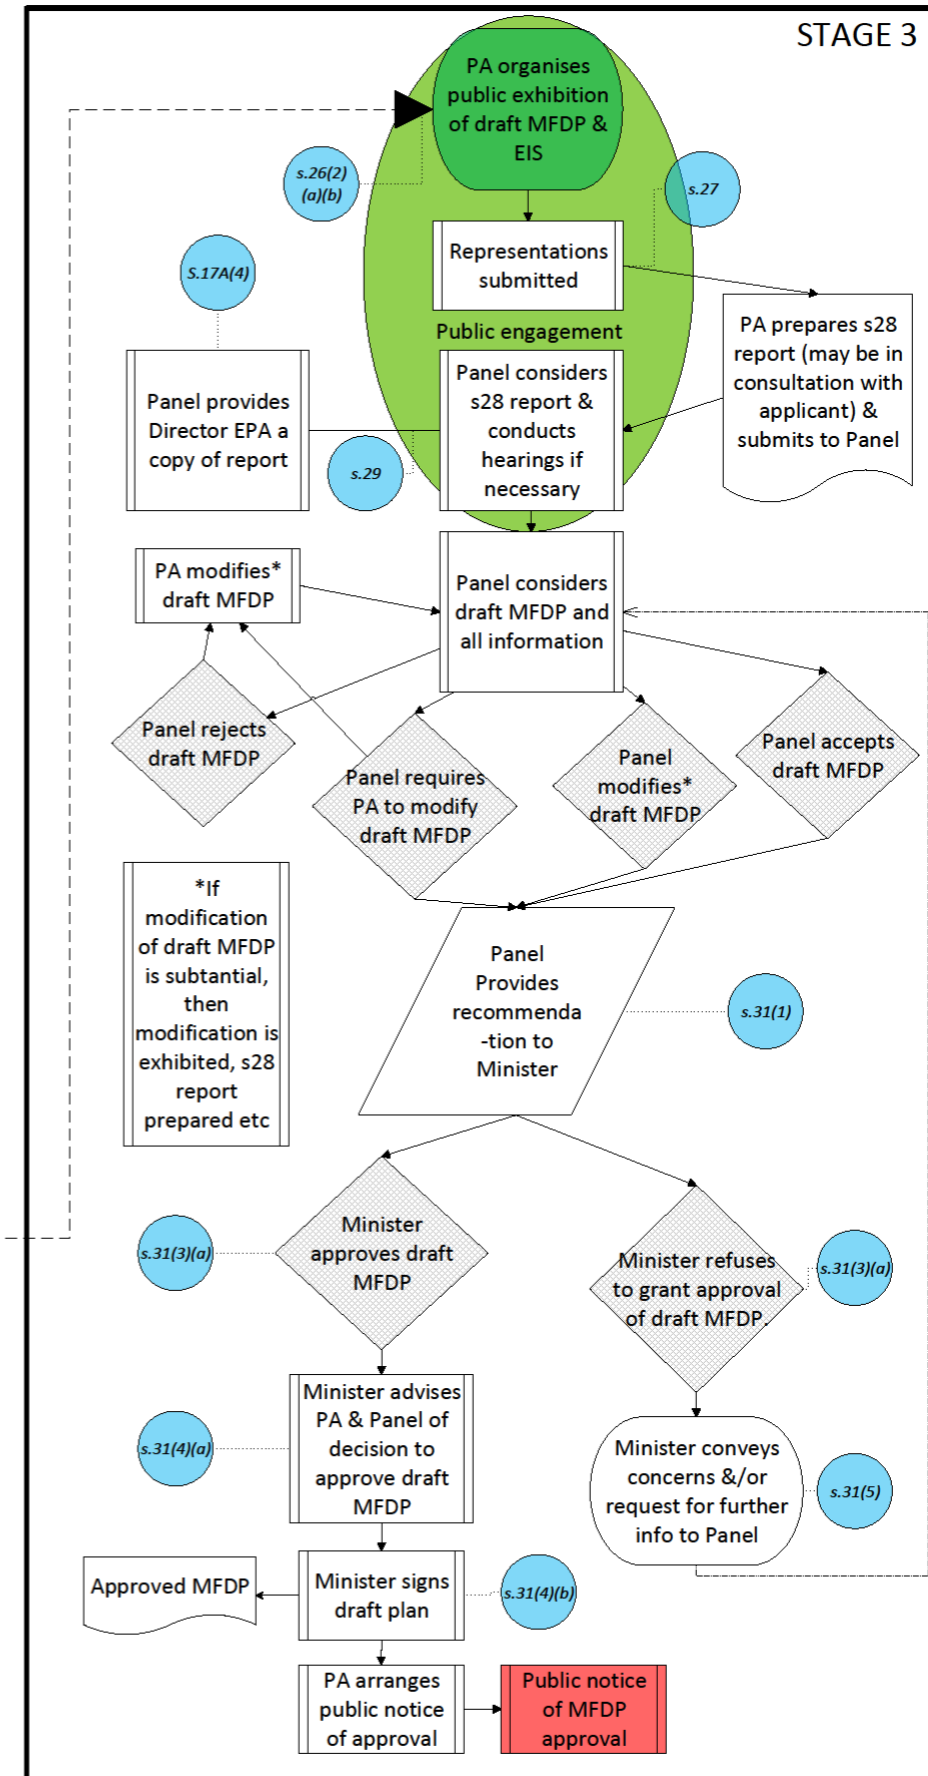 STAGE 3
PA organises
public exhibition
of draft MFDP &
EIS
s.26(2)
(a)(b)
s.27
Representations
submitted
S.17A(4)
Public engagement
PA prepares s28
report (may be in
consultation with
applicant) &
submits to Panel
Panel provides
Director EPA a
copy of report
s.29
Panel considers
s28 report &
conducts
hearings if
necessary
PA modifies*
draft MFDP
Panel considers
draft MFDP and
all information
Panel rejects
draft MFDP
Panel requires
PA to modify
draft MFDP
Panel
modifies*
draft MFDP
Panel accepts
draft MFDP
*If
modification
of draft MFDP
is subtantial,
then
modification is
exhibited, s28
report
prepared etc
Panel
Provides
recommenda
-tion to
Minister
s.31(1)
s.31(3)(a)
Minister
approves draft
MFDP
Minister refuses
to grant approval
of draft MFDP.
s.31(3)(a)
s.31(4)(a)
Minister advises
PA & Panel of
decision to
approve draft
MFDP
Minister conveys
concerns &/or
request for further
info to Panel
s.31(5)
Approved MFDP
Minister signs
draft plan
s.31(4)(b)
PA arranges
public notice
of approval
Public notice
of MFDP
approval